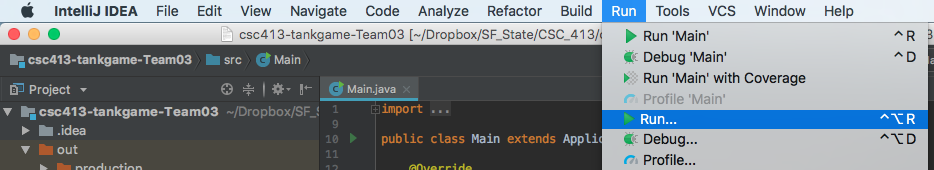 IntelliJ IDEA File Edit View Navigate Code Analyze Refactor Build Run Tools VCS Window Help
csc413-tankgame-Team03 [~/Dropbox/SF_State/CSC_413/
csc413-tankgame-Team03 src Main
Project
Main.java
csc413-tankgame-Team03 ~/Dropbox/SF_S
.idea
out
production
1 import ...
9
10 public class Main extends Applic
11
12 @Override
Run 'Main' ^R
Debug 'Main' ^D
Run 'Main' with Coverage
Profile 'Main'
Run... ^⌥R
Debug... ^⌥D
Profile...